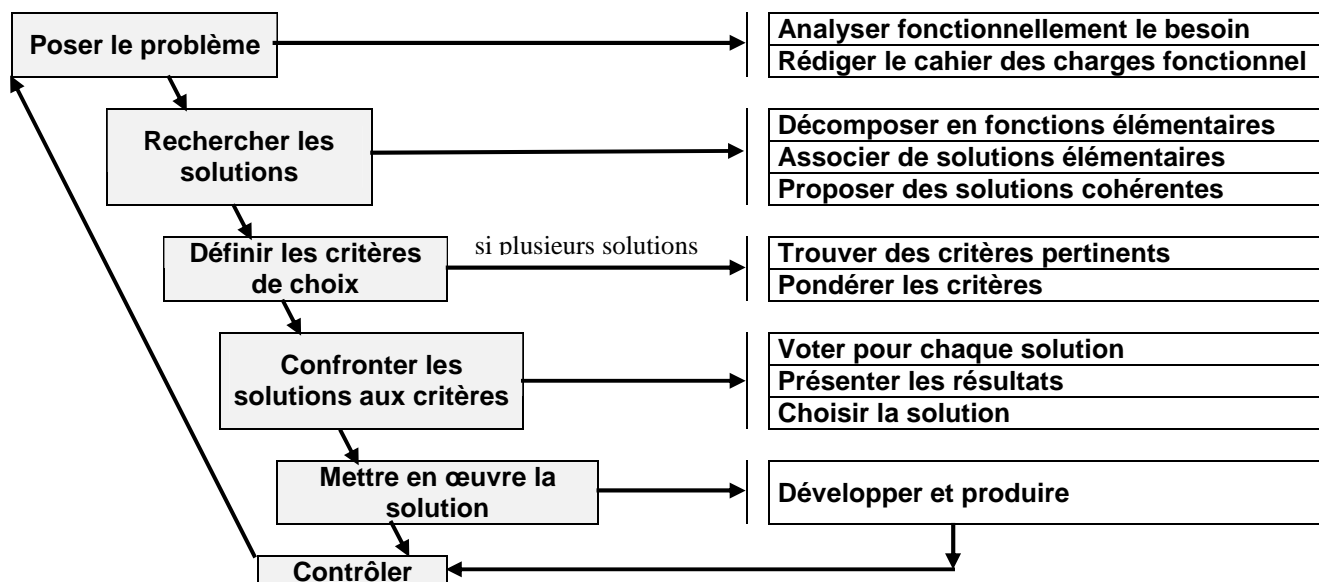 Poser le problème
Analyser fonctionnellement le besoin
Rédiger le cahier des charges fonctionnel
Rechercher les
solutions
Décomposer en fonctions élémentaires
Associer de solutions élémentaires
Proposer des solutions cohérentes
Définir les critères
de choix
si plusieurs solutions
Trouver des critères pertinents
Pondérer les critères
Confronter les
solutions aux critères
Voter pour chaque solution
Présenter les résultats
Choisir la solution
Mettre en œuvre la
solution
Développer et produire
Contrôler